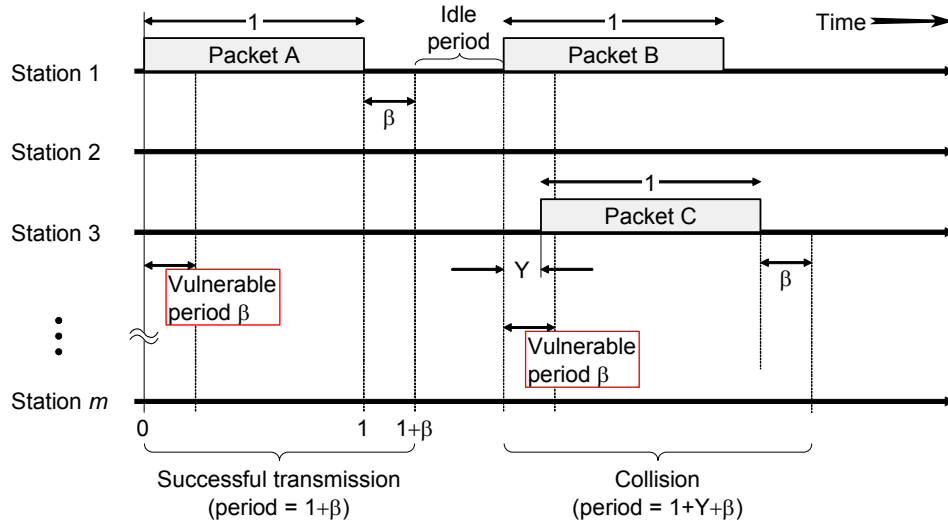 1
Idle
period
1
Time
Station 1
Packet A
Packet B
β
Station 2
1
Station 3
Packet C
Y
β
Vulnerable
period β
Vulnerable
period β
Station m
0
1
1+β
Successful transmission
(period = 1+β)
Collision
(period = 1+Y+β)